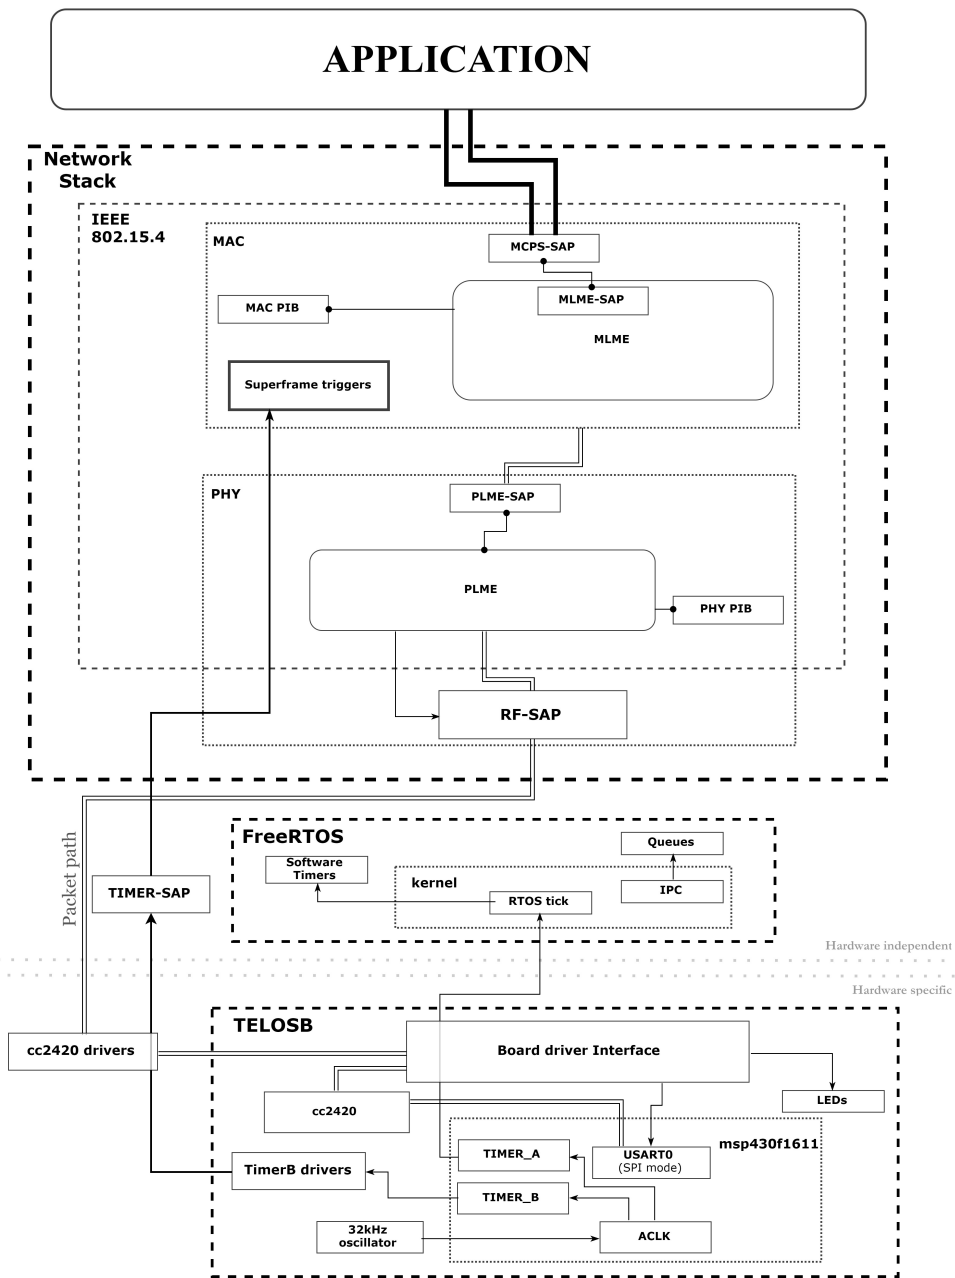 APPLICATION
Network
Stack
IEEE
802.15.4
MAC
MCPS-SAP
MLME-SAP
MAC PIB
MLME
Superframe triggers
PHY
PLME-SAP
PLME
PHY PIB
RF-SAP
Packet path
FreeRTOS
Queues
Software
Timers
kernel
IPC
TIMER-SAP
RTOS tick
Hardware independent
Hardware specific
TELOSB
cc2420 drivers
Board driver Interface
LEDs
cc2420
msp430f1611
TIMER_A
USART0
(SPI mode)
TimerB drivers
TIMER_B
32kHz
oscillator
ACLK